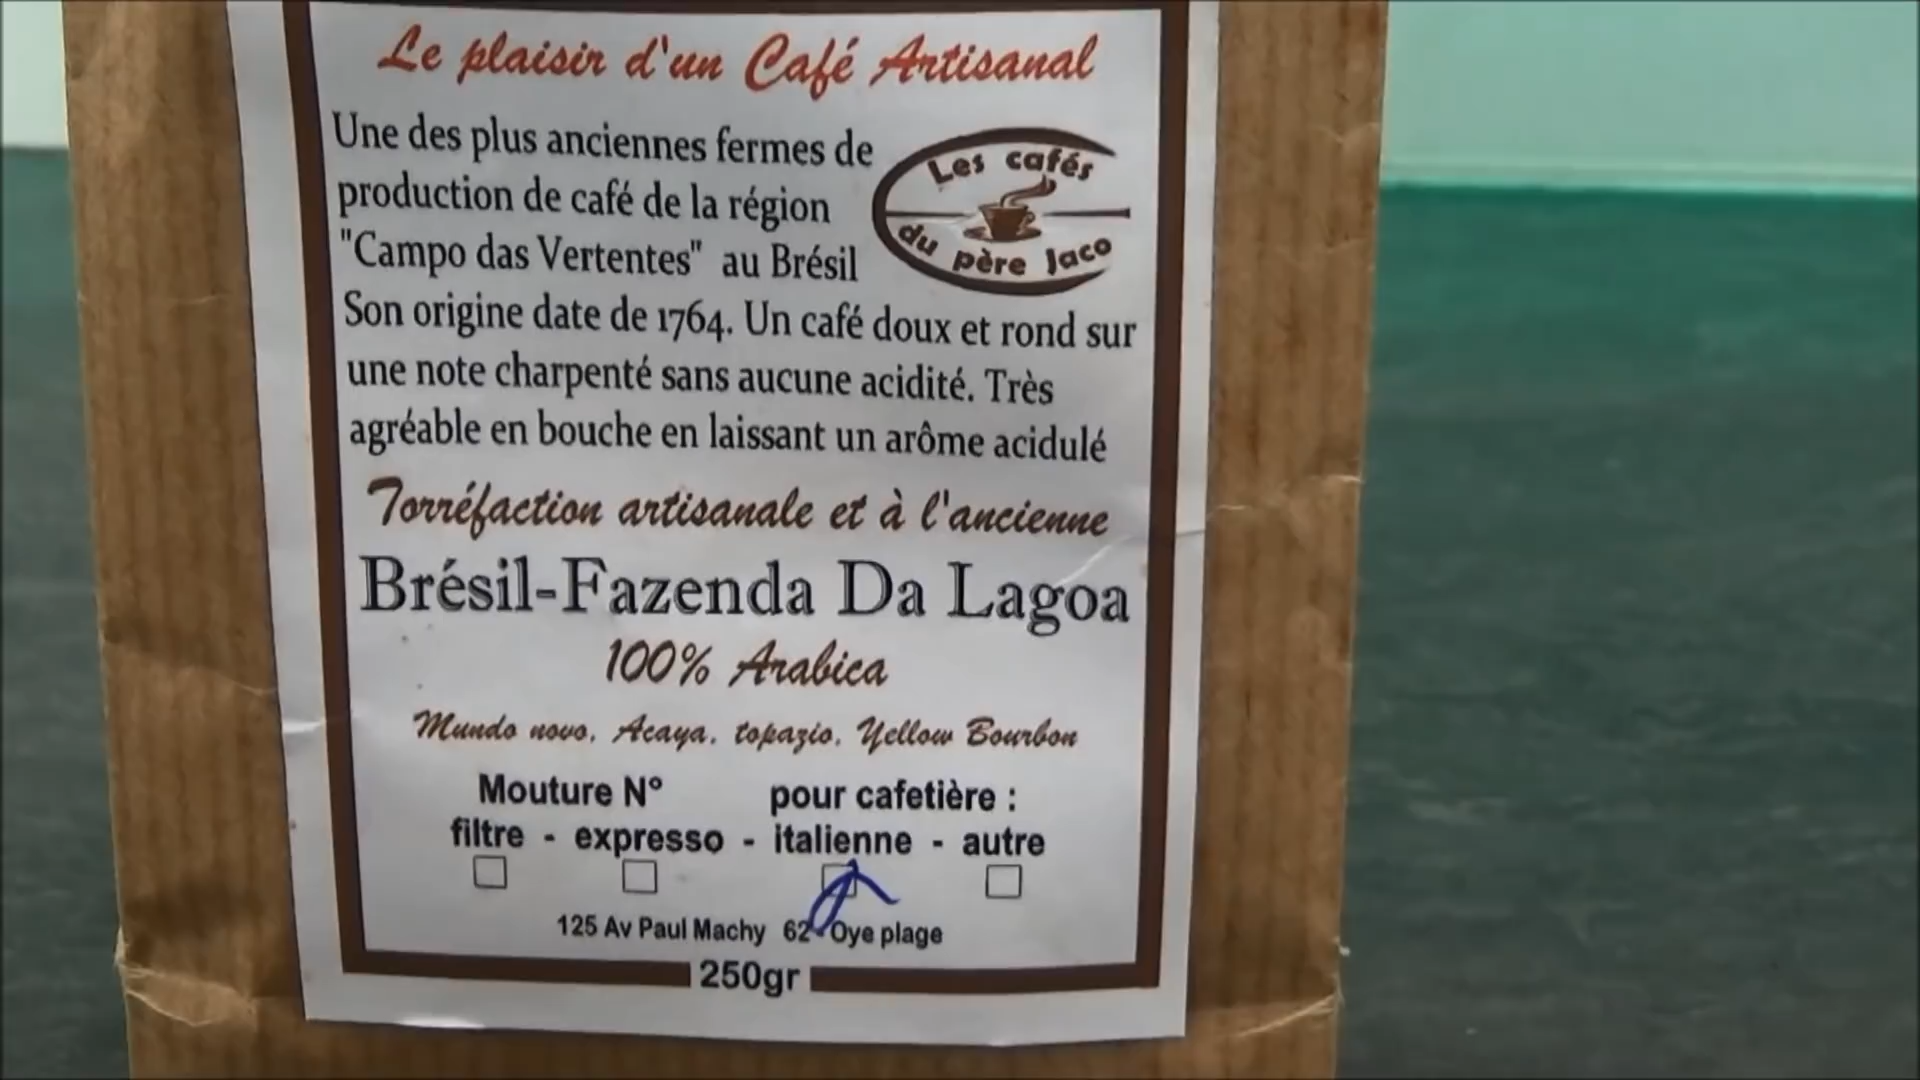 Le plaisir d'un Café Artisanal
Une des plus anciennes fermes de
production de café de la région
"Campo das Vertentes" au Brésil
Les cafés
du père Jaco
Son origine date de 1764. Un café doux et rond sur
une note charpenté sans aucune acidité. Très
agréable en bouche en laissant un arôme acidulé
Torréfaction artisanale et à l'ancienne
Brésil-Fazenda Da Lagoa
100% Arabica
Mundo novo, Acaya, topazio, Yellow Bourbon
Mouture N° pour cafetière :
filtre - expresso - italienne - autre
125 Av Paul Machy 62 Oye plage
250gr